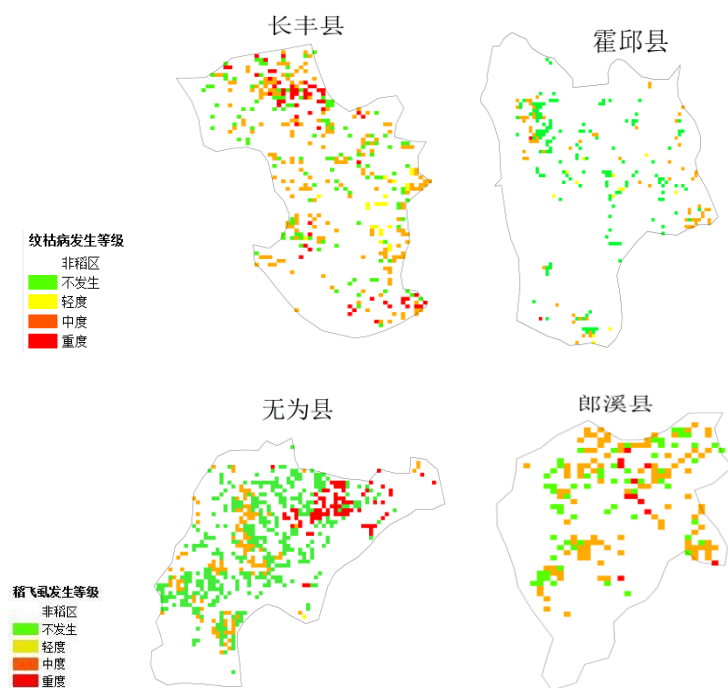 长丰县
霍邱县
纹枯病发生等级
非稻区
不发生
轻度
中度
重度
无为县
郎溪县
稻飞虱发生等级
非稻区
不发生
轻度
中度
重度